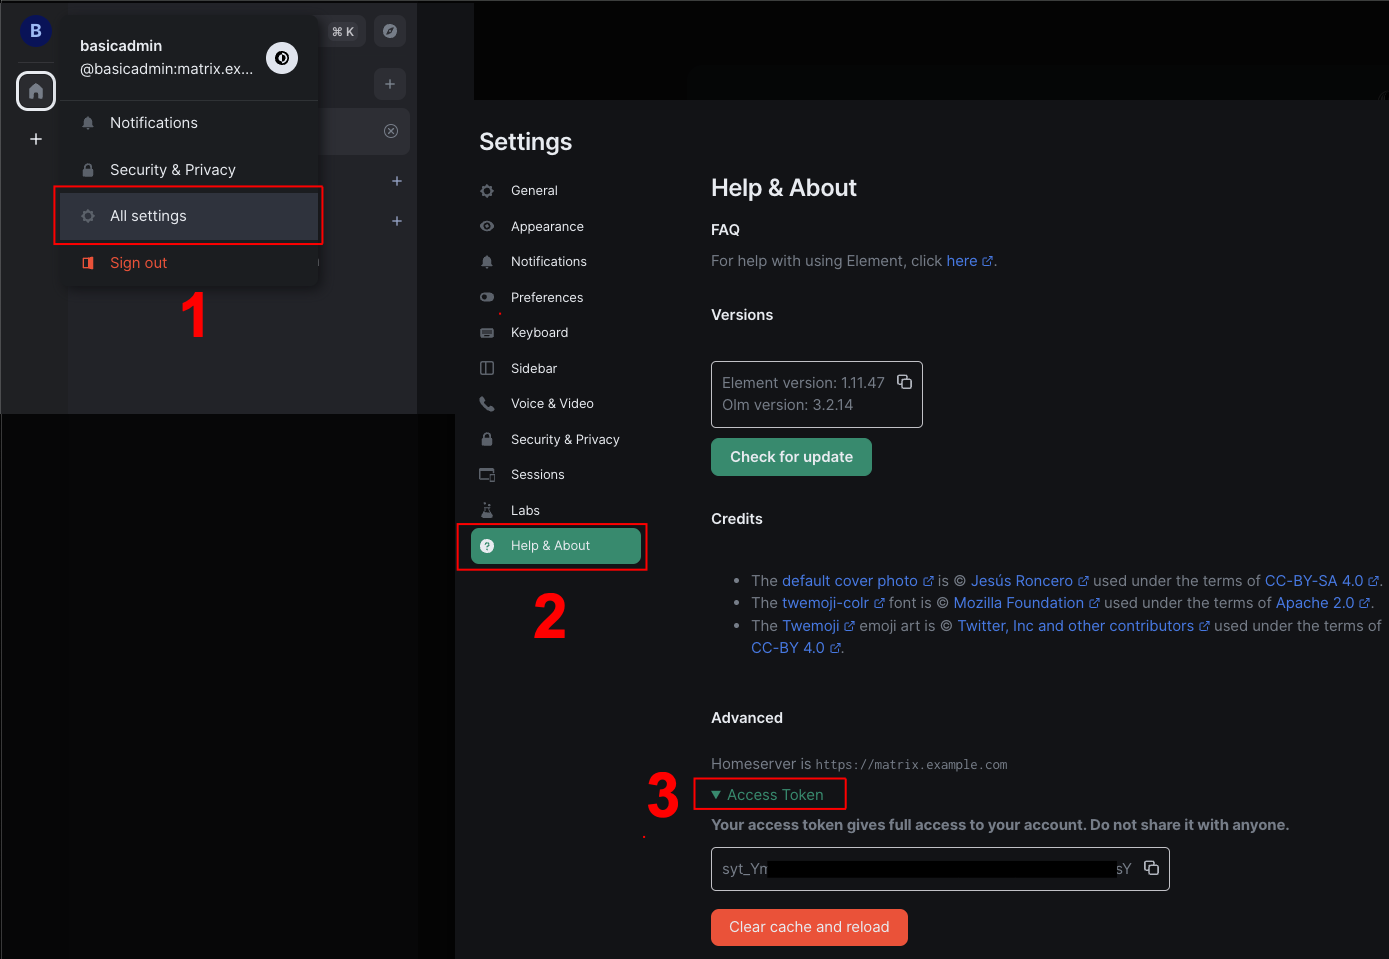 B
basicadmin
@basicadmin:matrix.ex...
⌘ K
Notifications
Security & Privacy
All settings
Sign out
1
Settings
General
Appearance
Notifications
Preferences
Keyboard
Sidebar
Voice & Video
Security & Privacy
Sessions
Labs
Help & About
2
Help & About
FAQ
For help with using Element, click here.
Versions
Element version: 1.11.47
Olm version: 3.2.14
Check for update
Credits
• The default cover photo is © Jesús Roncero used under the terms of CC-BY-SA 4.0.
• The twemoji-colr font is © Mozilla Foundation used under the terms of Apache 2.0.
• The Twemoji emoji art is © Twitter, Inc and other contributors used under the terms of
CC-BY 4.0.
Advanced
Homeserver is https://matrix.example.com
3
Access Token
Your access token gives full access to your account. Do not share it with anyone.
syt_Ym sY
Clear cache and reload